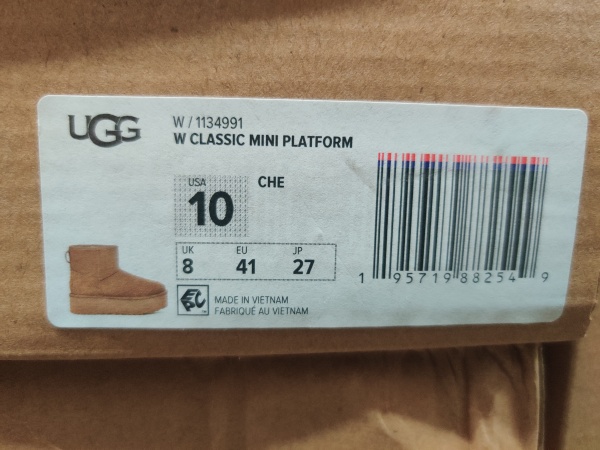 UGG
W / 1134991
W CLASSIC MINI PLATFORM
USA
10
CHE
UK EU JP
8 41 27
MADE IN VIETNAM
FABRIQUÉ AU VIETNAM
1 95719 88254 9